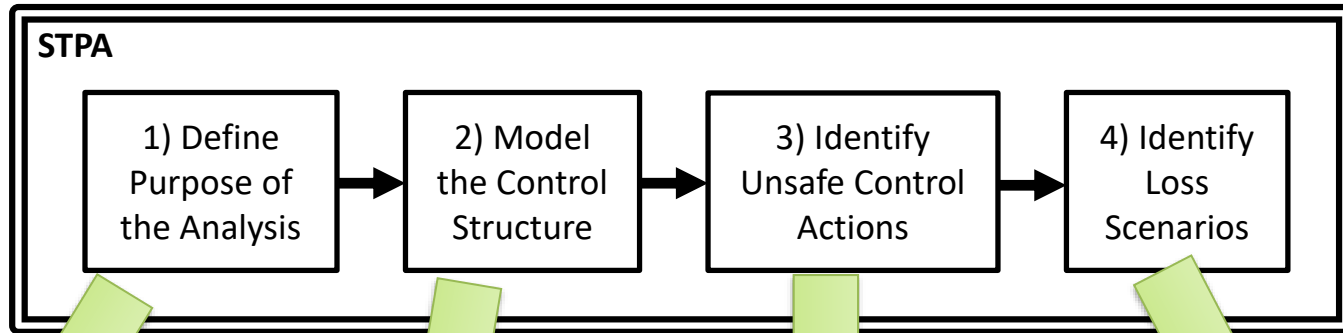 STPA
1) Define
Purpose of
the Analysis
2) Model
the Control
Structure
3) Identify
Unsafe Control
Actions
4) Identify
Loss
Scenarios